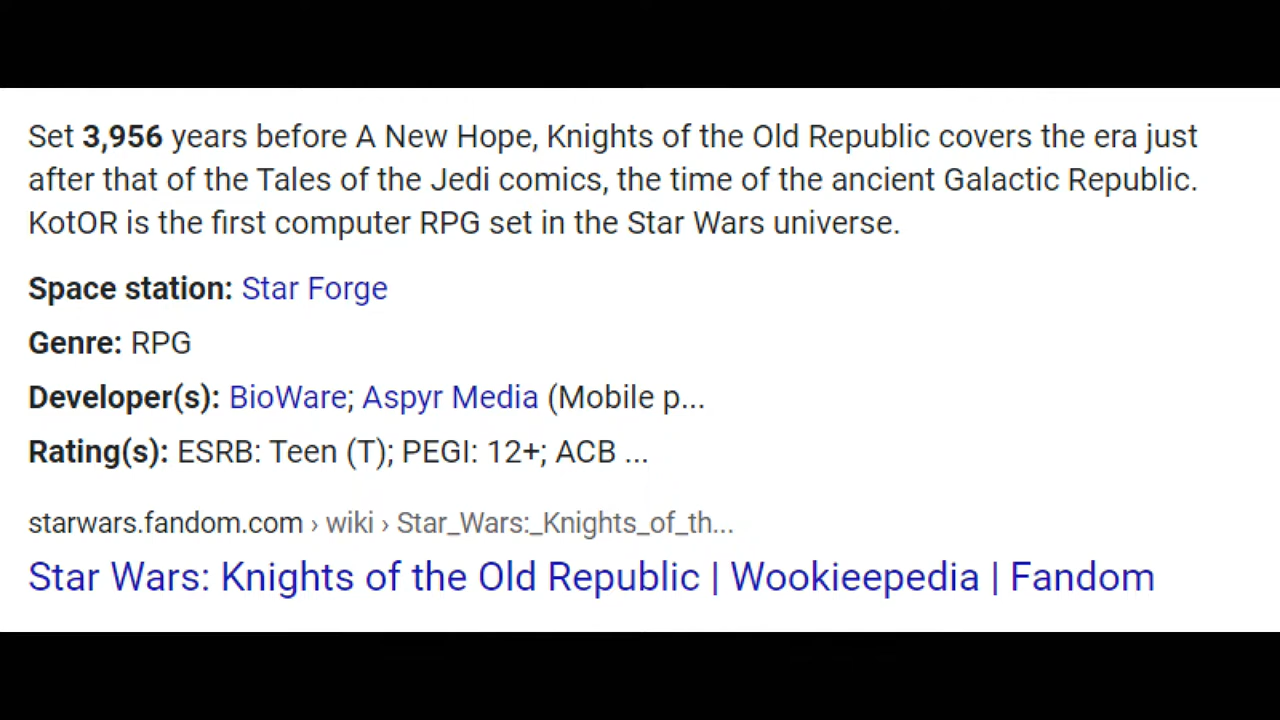 Set 3,956 years before A New Hope, Knights of the Old Republic covers the era just
after that of the Tales of the Jedi comics, the time of the ancient Galactic Republic.
KotOR is the first computer RPG set in the Star Wars universe.
Space station: Star Forge
Genre: RPG
Developer(s): BioWare; Aspyr Media (Mobile p...
Rating(s): ESRB: Teen (T); PEGI: 12+; ACB ...
starwars.fandom.com › wiki › Star_Wars:_Knights_of_th...
Star Wars: Knights of the Old Republic | Wookieepedia | Fandom